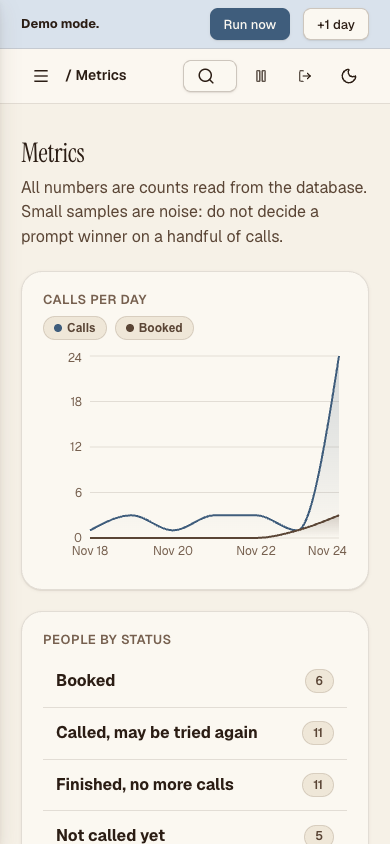 Demo mode.
Run now
+1 day
/ Metrics
Metrics
All numbers are counts read from the database.
Small samples are noise: do not decide a
prompt winner on a handful of calls.
CALLS PER DAY
Calls
Booked
24
18
12
6
0
Nov 18
Nov 20
Nov 22
Nov 24
PEOPLE BY STATUS
Booked
6
Called, may be tried again
11
Finished, no more calls
11
Not called yet
5